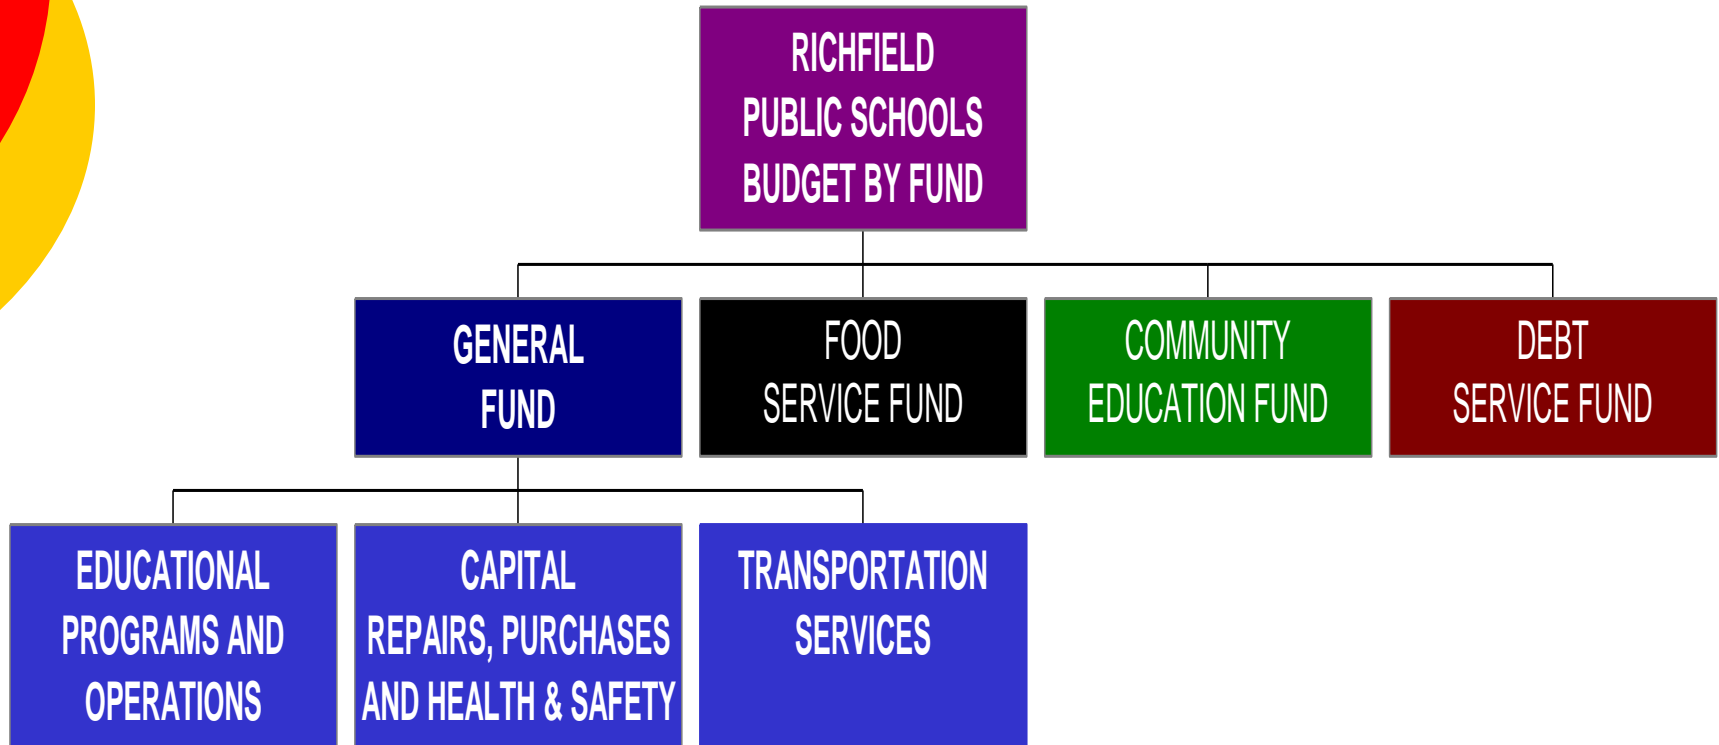 RICHFIELD
PUBLIC SCHOOLS
BUDGET BY FUND
GENERAL
FUND
FOOD
SERVICE FUND
COMMUNITY
EDUCATION FUND
DEBT
SERVICE FUND
EDUCATIONAL
PROGRAMS AND
OPERATIONS
CAPITAL
REPAIRS, PURCHASES
AND HEALTH & SAFETY
TRANSPORTATION
SERVICES